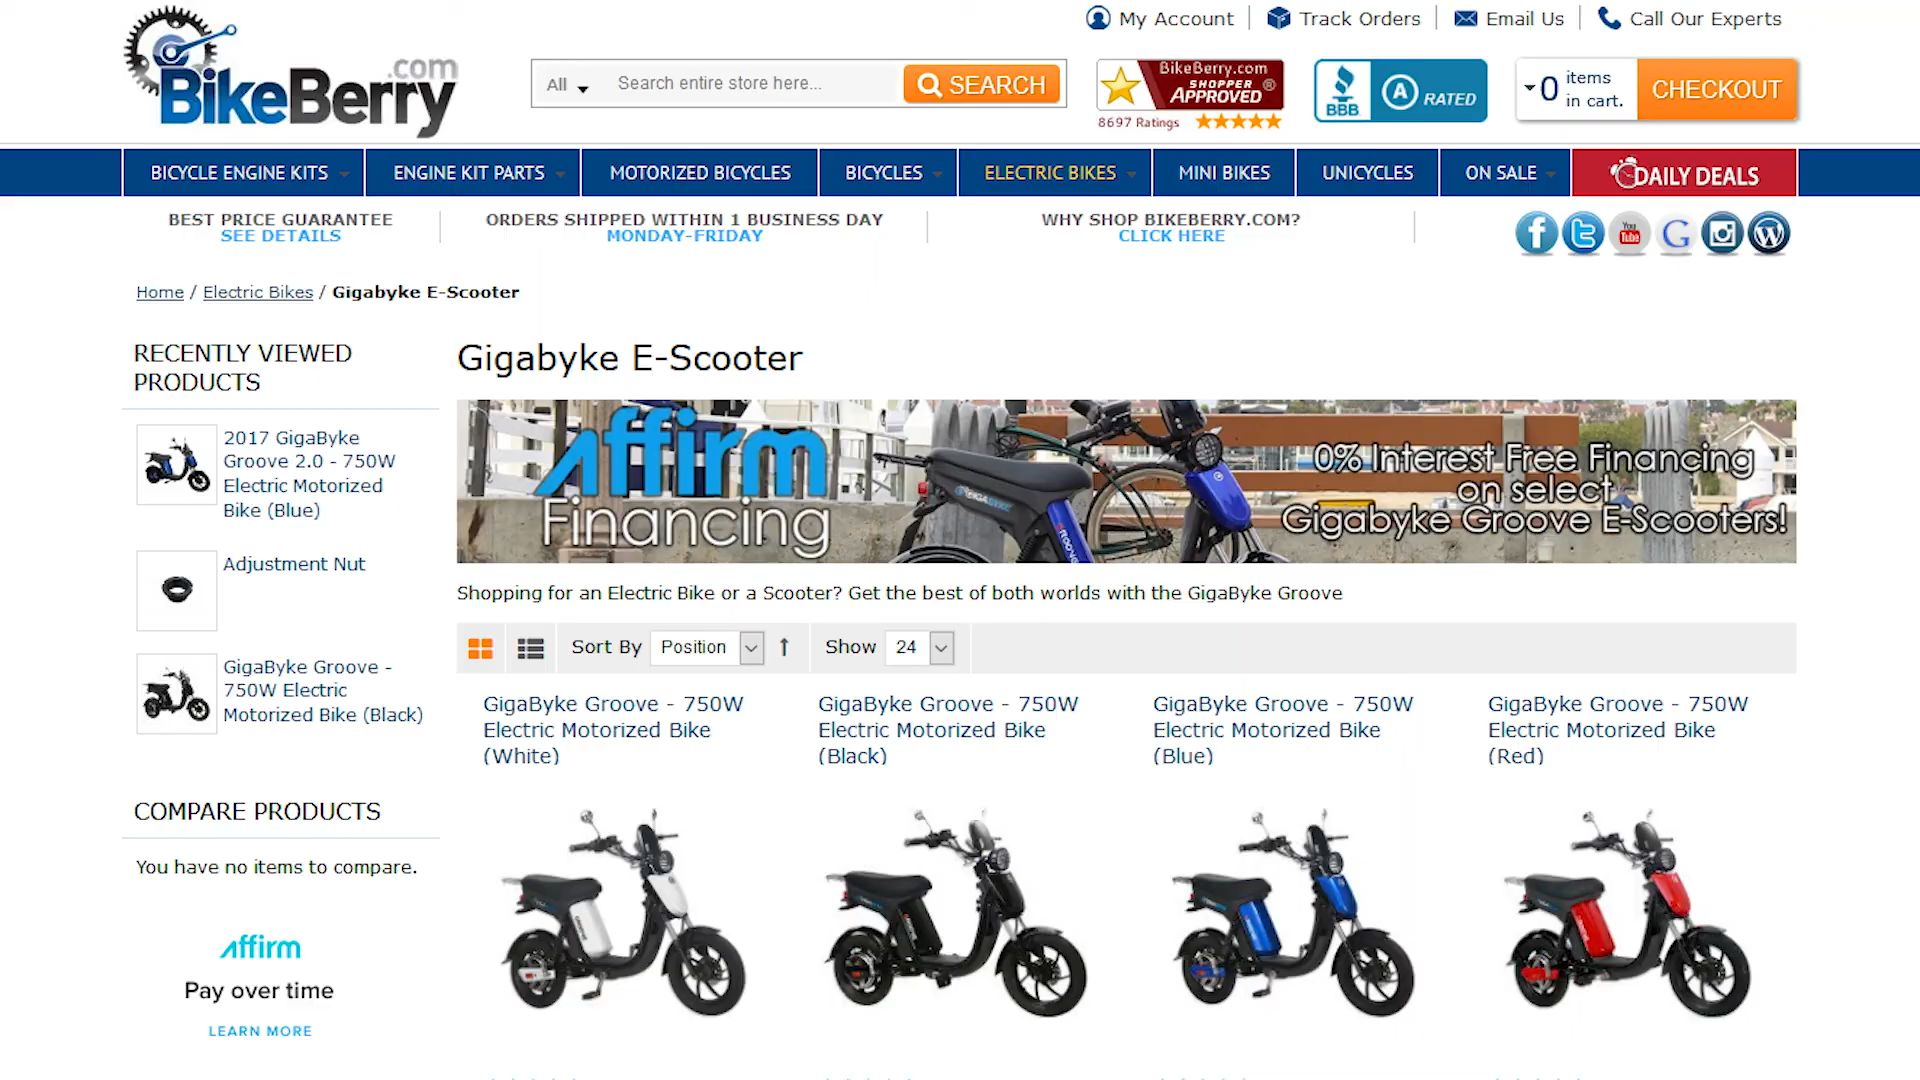 My Account
Track Orders
Email Us
Call Our Experts
BikeBerry.com
All
Search entire store here...
SEARCH
BikeBerry.com
SHOPPER
APPROVED®
8697 Ratings
BBB
A RATED
0 items
in cart.
CHECKOUT
BICYCLE ENGINE KITS
ENGINE KIT PARTS
MOTORIZED BICYCLES
BICYCLES
ELECTRIC BIKES
MINI BIKES
UNICYCLES
ON SALE
DAILY DEALS
BEST PRICE GUARANTEE
SEE DETAILS
ORDERS SHIPPED WITHIN 1 BUSINESS DAY
MONDAY-FRIDAY
WHY SHOP BIKEBERRY.COM?
CLICK HERE
f
t
You
Tube
G
W
Home / Electric Bikes / Gigabyke E-Scooter
RECENTLY VIEWED
PRODUCTS
2017 GigaByke
Groove 2.0 - 750W
Electric Motorized
Bike (Blue)
Adjustment Nut
GigaByke Groove -
750W Electric
Motorized Bike (Black)
COMPARE PRODUCTS
You have no items to compare.
affirm
Pay over time
LEARN MORE
Gigabyke E-Scooter
Affirm
Financing
GIGABYKE
GROOVE
0% Interest Free Financing
on select
Gigabyke Groove E-Scooters!
Shopping for an Electric Bike or a Scooter? Get the best of both worlds with the GigaByke Groove
Sort By Position
Show 24
GigaByke Groove - 750W
Electric Motorized Bike
(White)
GigaByke Groove - 750W
Electric Motorized Bike
(Black)
GigaByke Groove - 750W
Electric Motorized Bike
(Blue)
GigaByke Groove - 750W
Electric Motorized Bike
(Red)